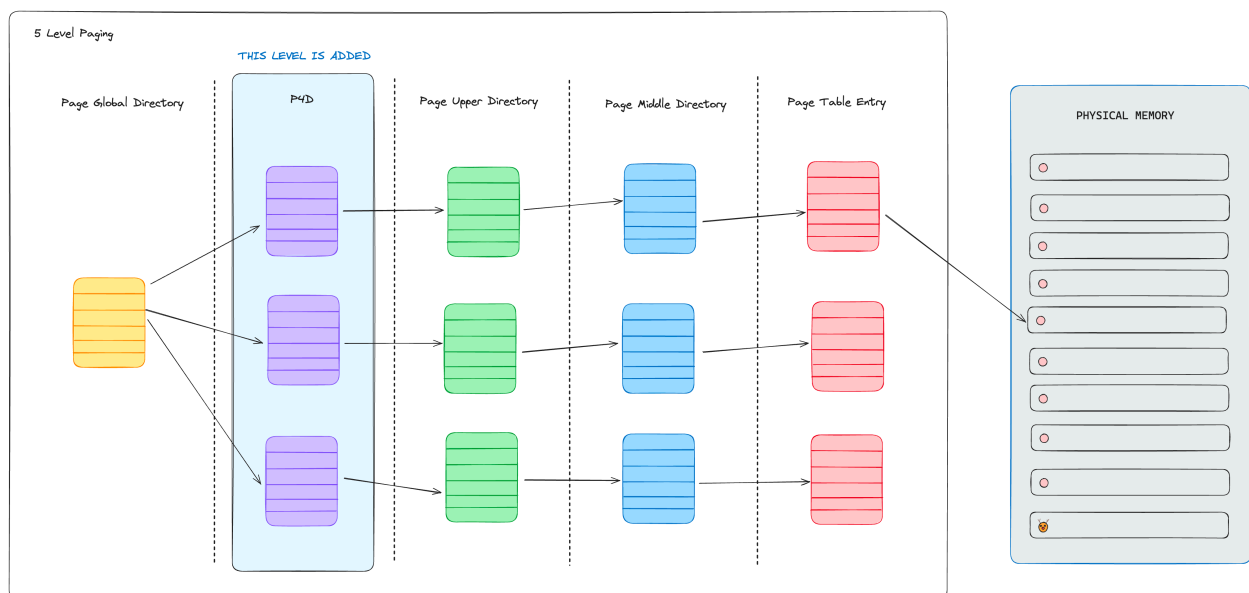 5 Level Paging
THIS LEVEL IS ADDED
Page Global Directory
P4D
Page Upper Directory
Page Middle Directory
Page Table Entry
PHYSICAL MEMORY